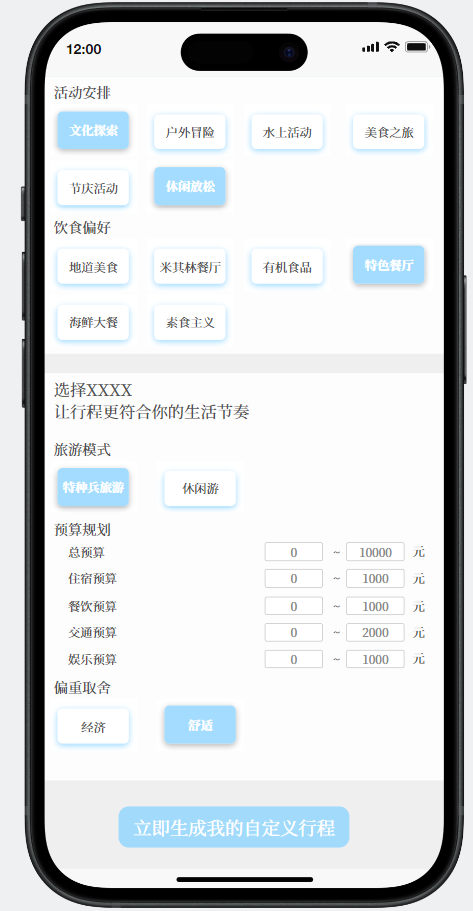 12:00
活动安排
文化探索 户外冒险 水上活动 美食之旅
节庆活动 休闲放松
饮食偏好
地道美食 米其林餐厅 有机食品 特色餐厅
海鲜大餐 素食主义
选择XXXX
让行程更符合你的生活节奏
旅游模式
特种兵旅游 休闲游
预算规划
总预算 0 ~ 10000 元
住宿预算 0 ~ 1000 元
餐饮预算 0 ~ 1000 元
交通预算 0 ~ 2000 元
娱乐预算 0 ~ 1000 元
偏重取舍
经济 舒适
立即生成我的自定义行程